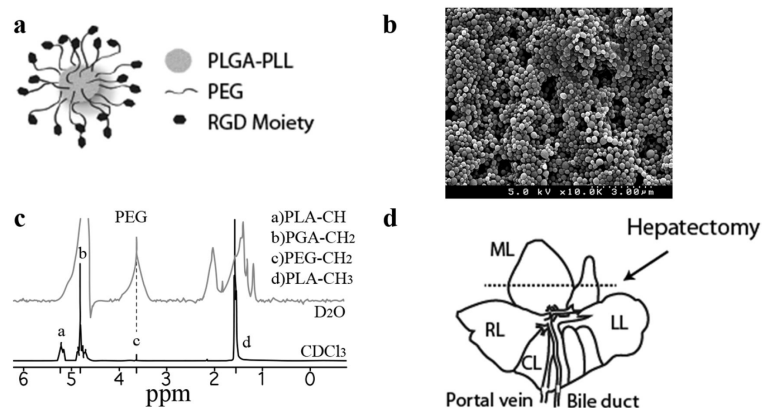 a
PLGA-PLL
PEG
RGD Moiety
b
5.0 kV X10.0K 3.00µm
c
PEG
a)PLA-CH
b)PGA-CH₂
c)PEG-CH₂
d)PLA-CH₃
b
D₂O
a
c
d
CDCl₃
6 5 4 3 2 1 0
ppm
d
Hepatectomy
ML
RL
LL
CL
Portal vein
Bile duct